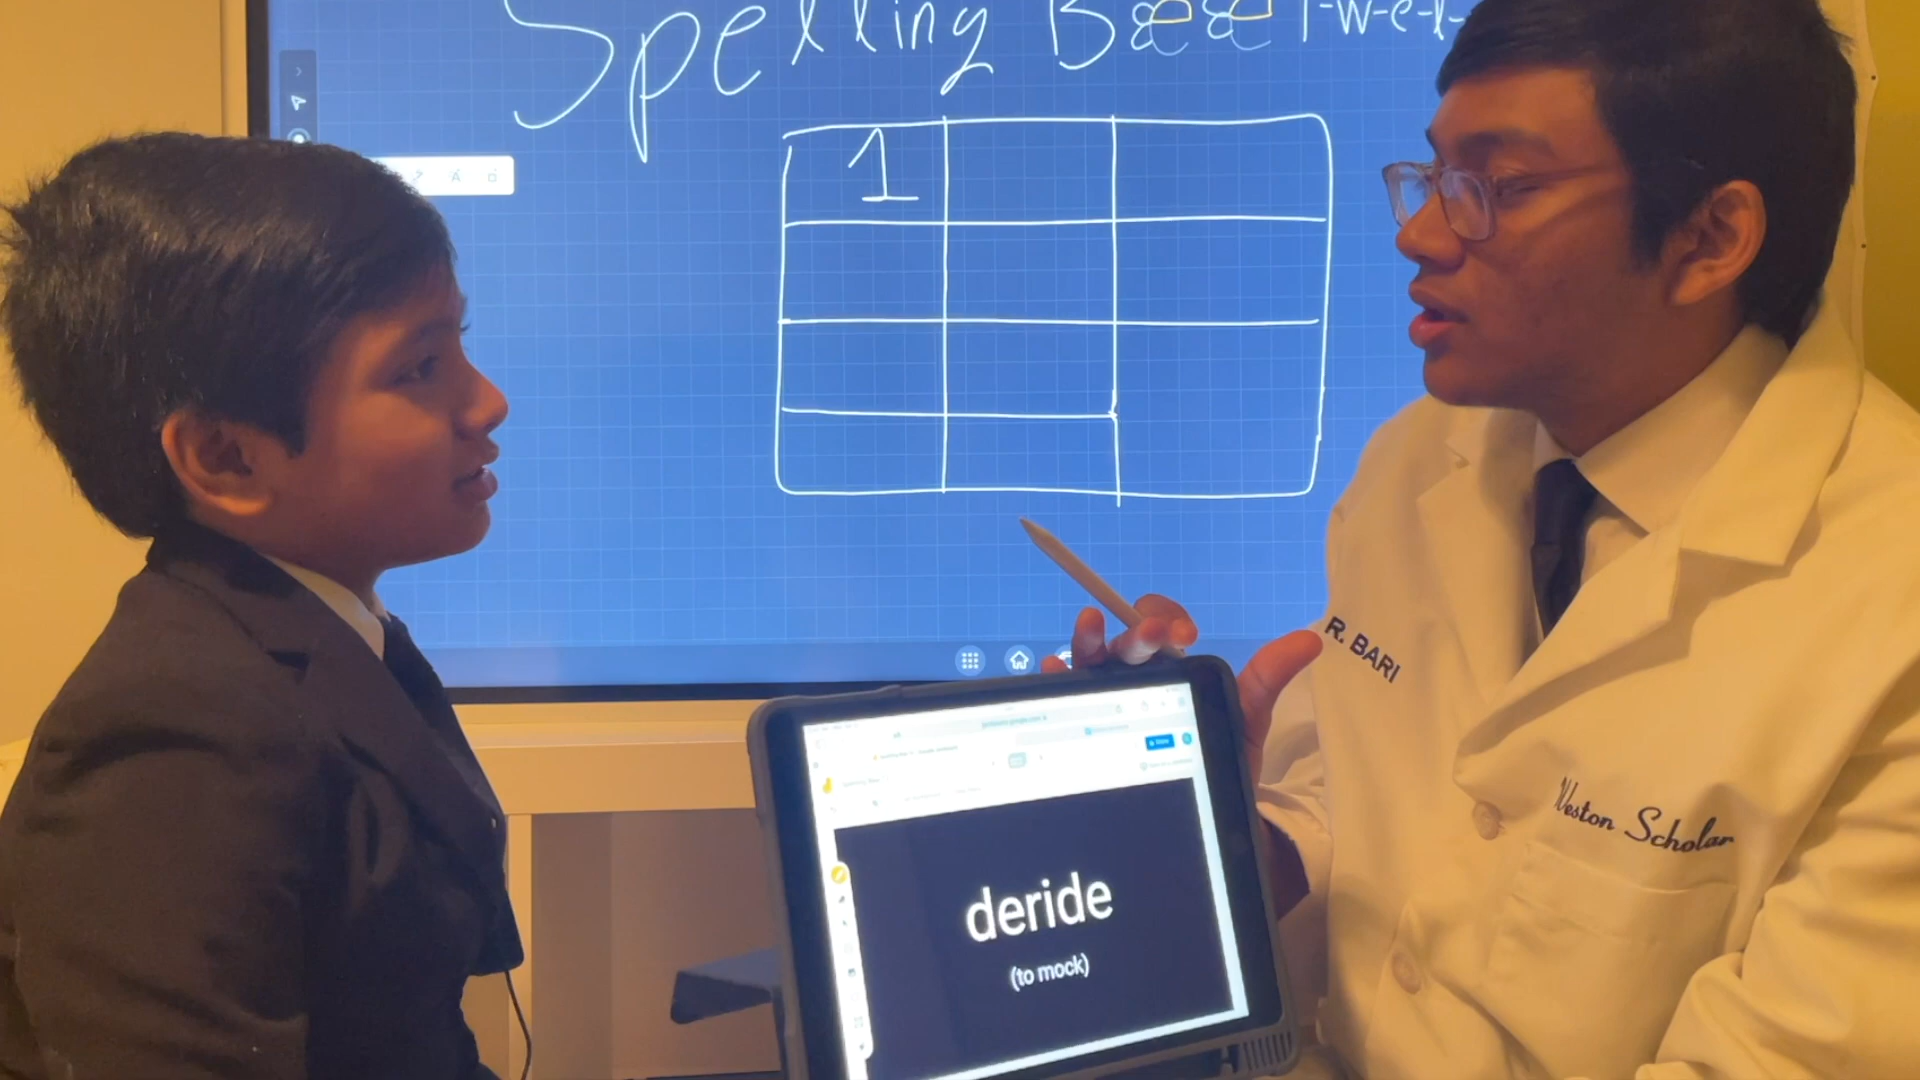 Spelling Bee
1
R. BARI
Weston Scholar
deride
(to mock)